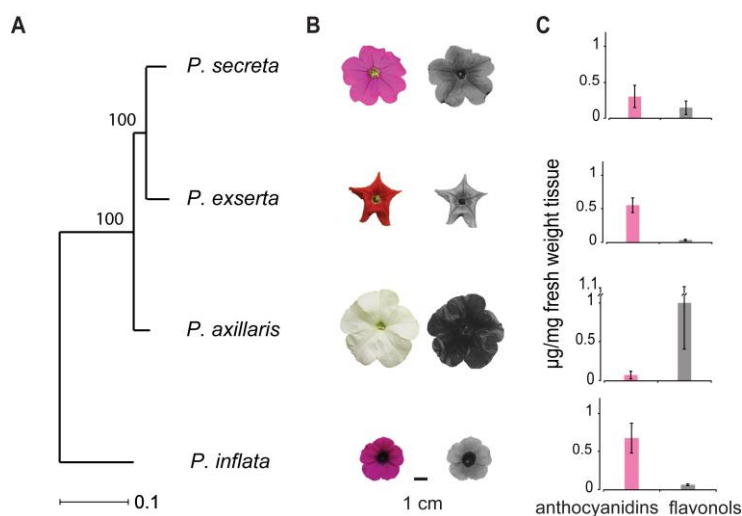 A
B
C
P. secreta
P. exserta
P. axillaris
P. inflata
100
100
0.1
1 cm
µg/mg fresh weight tissue
1
0.5
0
1
0.5
0
1.1
1
0.5
0
1
0.5
0
anthocyanidins flavonols